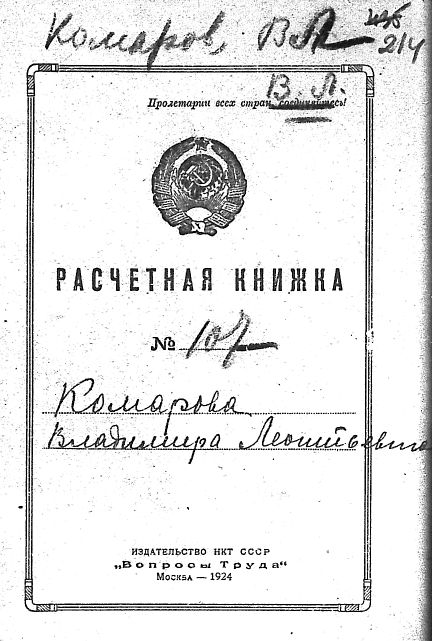 Комаров, В Л 214
В. Л.
Пролетарии всех стран, соединяйтесь!
РАСЧЕТНАЯ КНИЖКА
№ 107
Комарова
Владимира Леонтьевича
ИЗДАТЕЛЬСТВО НКТ СССР
„Вопросы Труда“
Москва — 1924